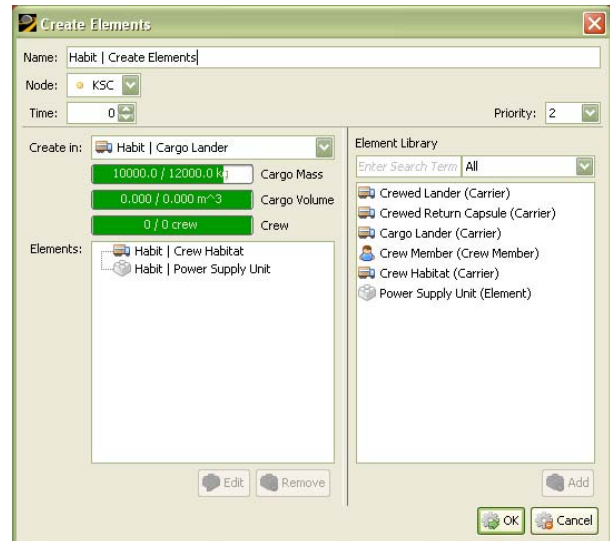 Create Elements
Name: Habit | Create Elements
Node: KSC
Time: 0
Priority: 2
Create in: Habit | Cargo Lander
10000.0 / 12000.0 kg Cargo Mass
0.000 / 0.000 m^3 Cargo Volume
0 / 0 crew Crew
Elements:
Habit | Crew Habitat
Habit | Power Supply Unit
Edit Remove
Element Library
Enter Search Term All
Crewed Lander (Carrier)
Crewed Return Capsule (Carrier)
Cargo Lander (Carrier)
Crew Member (Crew Member)
Crew Habitat (Carrier)
Power Supply Unit (Element)
Add
OK Cancel